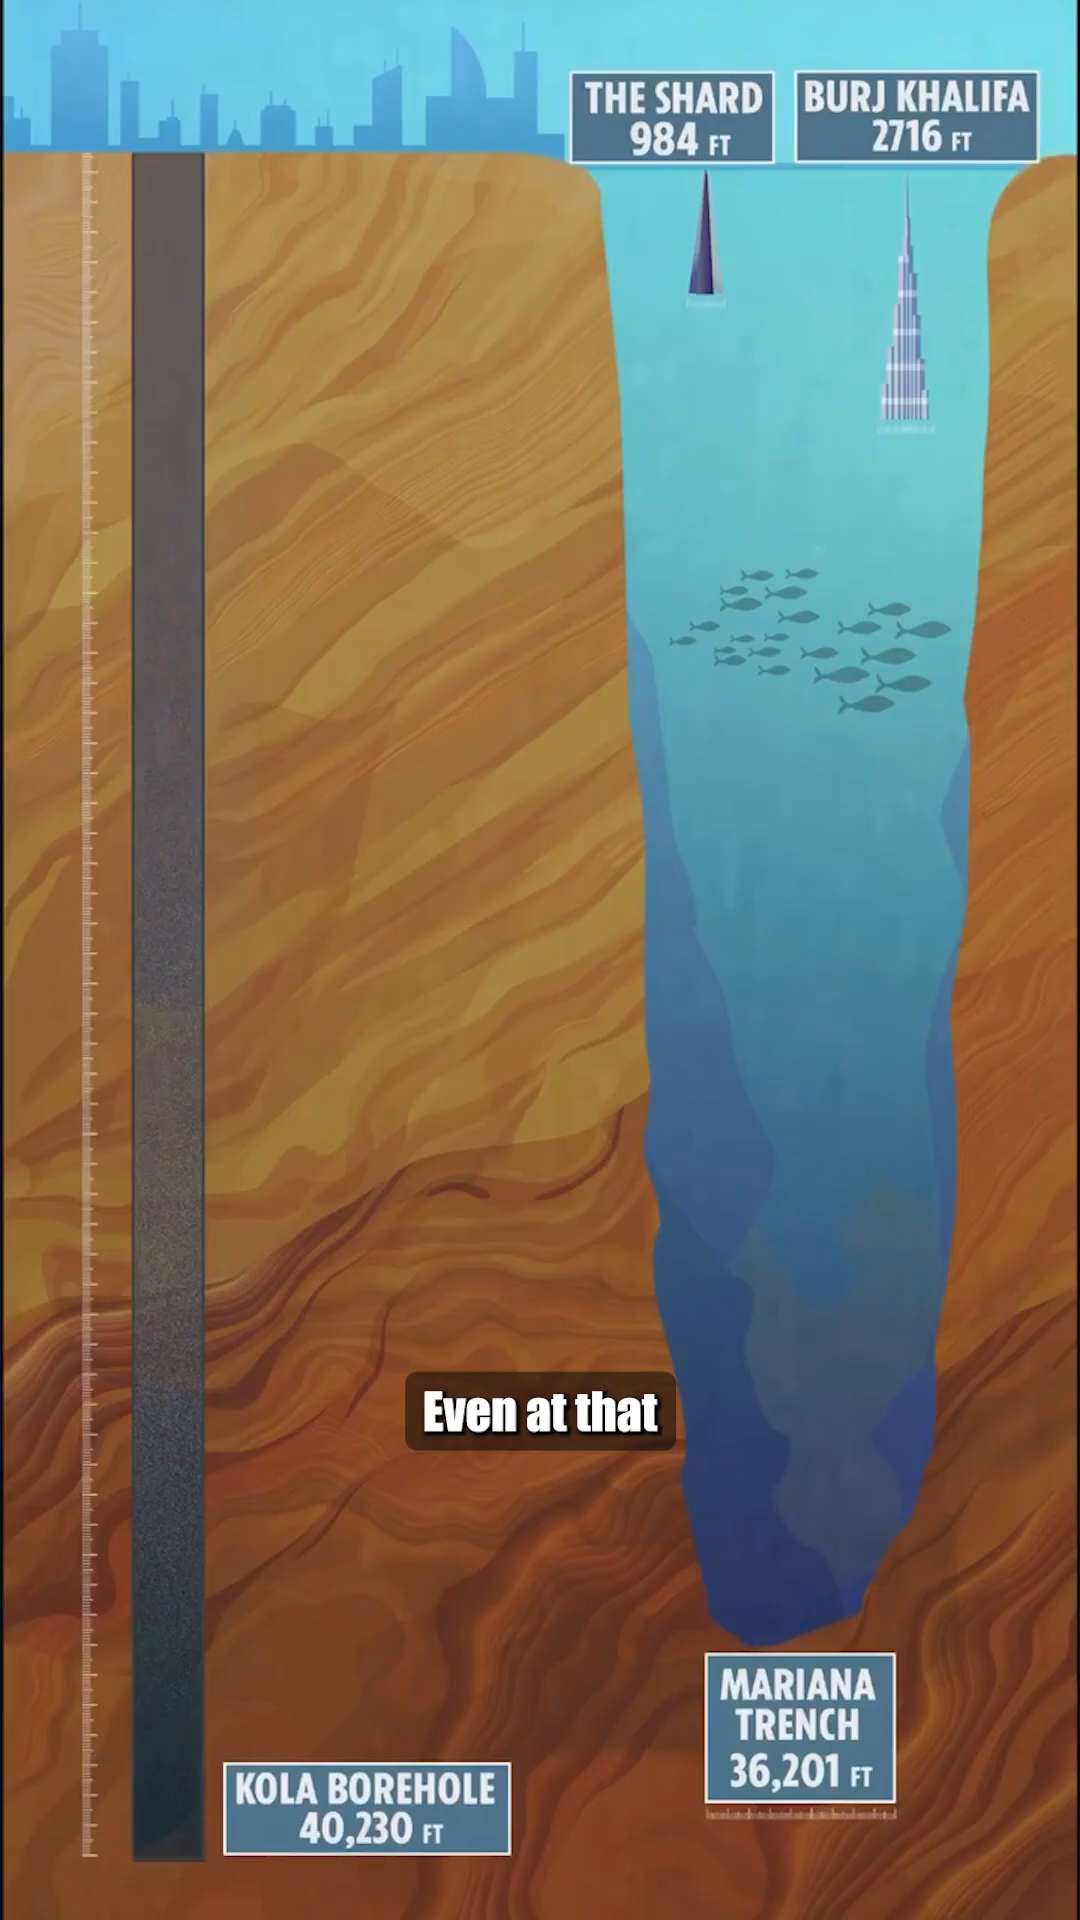 THE SHARD
984 FT
BURJ KHALIFA
2716 FT
Even at that
MARIANA
TRENCH
36,201 FT
KOLA BOREHOLE
40,230 FT